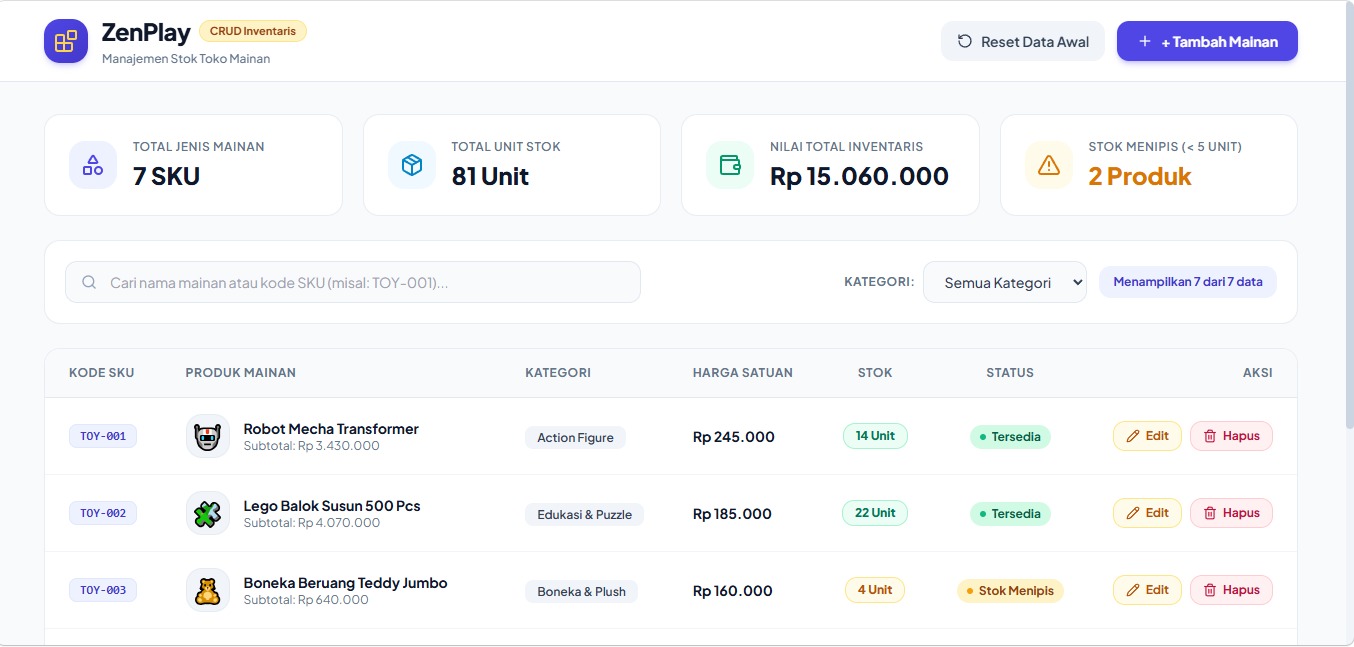 ZenPlay CRUD Inventaris
Manajemen Stok Toko Mainan
Reset Data Awal
+ + Tambah Mainan
TOTAL JENIS MAINAN
7 SKU
TOTAL UNIT STOK
81 Unit
NILAI TOTAL INVENTARIS
Rp 15.060.000
STOK MENIPIS (< 5 UNIT)
2 Produk
Cari nama mainan atau kode SKU (misal: TOY-001)...
KATEGORI: Semua Kategori Menampilkan 7 dari 7 data
KODE SKU PRODUK MAINAN KATEGORI HARGA SATUAN STOK STATUS AKSI
TOY-001 Robot Mecha Transformer Action Figure Rp 245.000 14 Unit Tersedia Edit Hapus
Subtotal: Rp 3.430.000
TOY-002 Lego Balok Susun 500 Pcs Edukasi & Puzzle Rp 185.000 22 Unit Tersedia Edit Hapus
Subtotal: Rp 4.070.000
TOY-003 Boneka Beruang Teddy Jumbo Boneka & Plush Rp 160.000 4 Unit Stok Menipis Edit Hapus
Subtotal: Rp 640.000